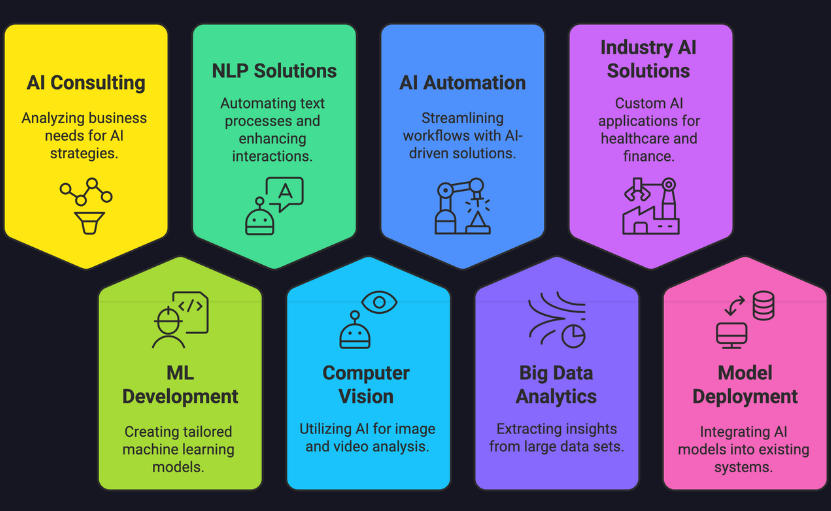 AI Consulting
Analyzing business
needs for AI
strategies.
NLP Solutions
Automating text
processes and
enhancing
interactions.
A
AI Automation
Streamlining
workflows with AI-
driven solutions.
Industry AI
Solutions
Custom AI
applications for
healthcare and
finance.
</>
ML
Development
Creating tailored
machine learning
models.
Computer
Vision
Utilizing AI for image
and video analysis.
Big Data
Analytics
Extracting insights
from large data sets.
Model
Deployment
Integrating AI
models into existing
systems.